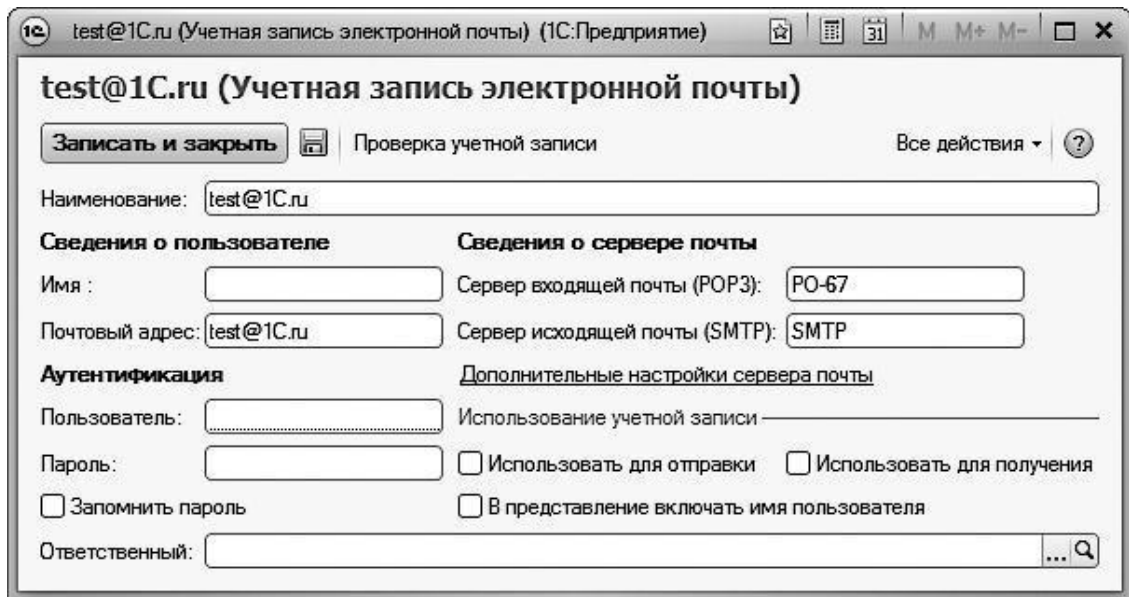 1С test@1C.ru (Учетная запись электронной почты) (1С:Предприятие) 31 M M+ M-
test@1C.ru (Учетная запись электронной почты)
Записать и закрыть Проверка учетной записи Все действия ?
Наименование: test@1C.ru
Сведения о пользователе Сведения о сервере почты
Имя : Сервер входящей почты (POP3): PO-67
Почтовый адрес: test@1C.ru Сервер исходящей почты (SMTP): SMTP
Аутентификация Дополнительные настройки сервера почты
Пользователь: Использование учетной записи
Пароль: Использовать для отправки Использовать для получения
Запомнить пароль В представление включать имя пользователя
Ответственный: ...